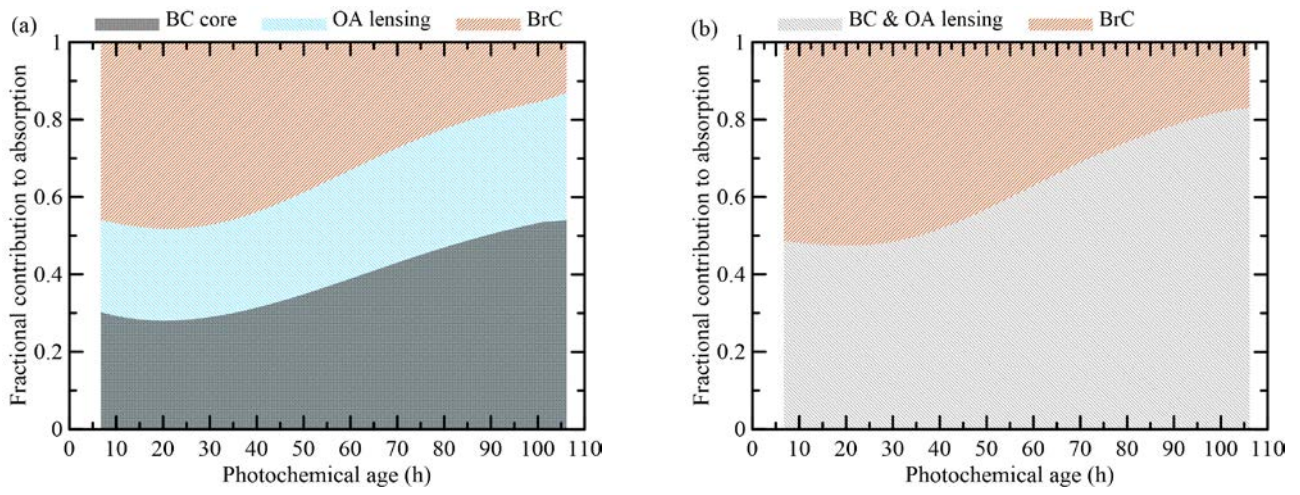 (a) BC core OA lensing BrC
1
0.8
0.6
0.4
0.2
0
Fractional contribution to absorption
0 10 20 30 40 50 60 70 80 90 100 110
Photochemical age (h)
(b) BC & OA lensing BrC
1
0.8
0.6
0.4
0.2
0
Fractional contribution to absorption
0 10 20 30 40 50 60 70 80 90 100 110
Photochemical age (h)